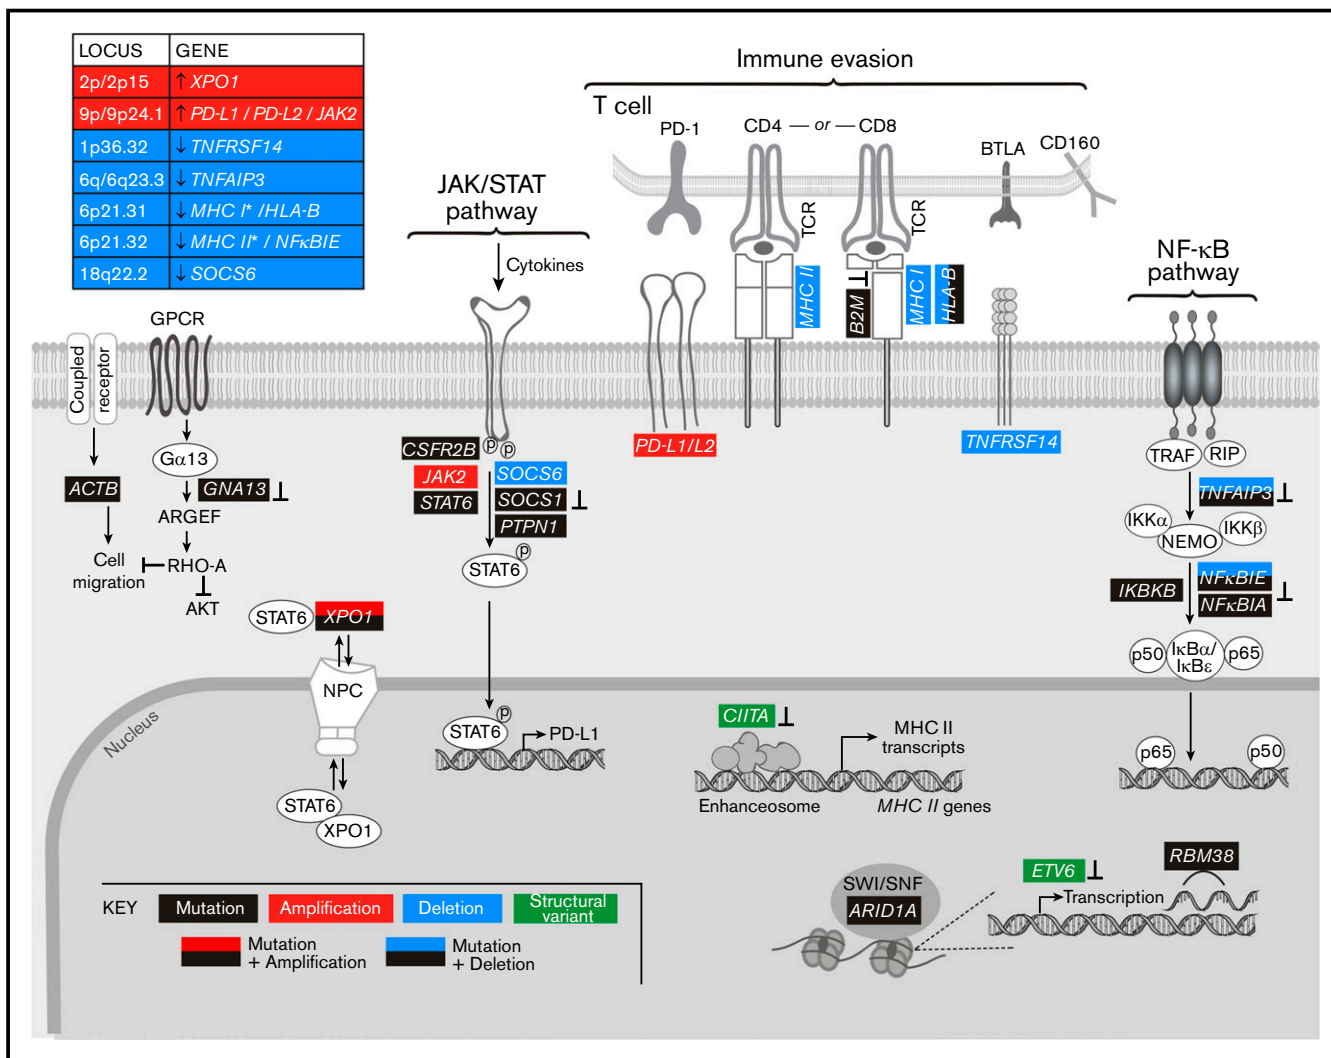 LOCUS GENE
2p/2p15 ↑ XPO1
9p/9p24.1 ↑ PD-L1 / PD-L2 / JAK2
1p36.32 ↓ TNFRSF14
6q/6q23.3 ↓ TNFAIP3
6p21.31 ↓ MHC I* /HLA-B
6p21.32 ↓ MHC II* / NFκBIE
18q22.2 ↓ SOCS6
Immune evasion
T cell
PD-1
CD4 — or — CD8
BTLA
CD160
TCR
TCR
MHC II
B2M
MHC I
HLA-B
JAK/STAT
pathway
Cytokines
NF-κB
pathway
GPCR
Coupled
receptor
Gα13
ACTB
GNA13
ARGEF
Cell
migration
RHO-A
AKT
CSFR2B
p
p
JAK2
STAT6
SOCS6
SOCS1
PTPN1
p
STAT6
PD-L1/L2
TNFRSF14
TRAF
RIP
TNFAIP3
IKKα
NEMO
IKKβ
IKBKB
NFκBIE
NFκBIA
p50
IκBα/
IκBε
p65
STAT6
XPO1
NPC
Nucleus
STAT6
XPO1
p
STAT6
PD-L1
CIITA
MHC II
transcripts
Enhanceosome
MHC II genes
p65
p50
SWI/SNF
ARID1A
ETV6
Transcription
RBM38
KEY
Mutation
Amplification
Deletion
Structural
variant
Mutation
+ Amplification
Mutation
+ Deletion